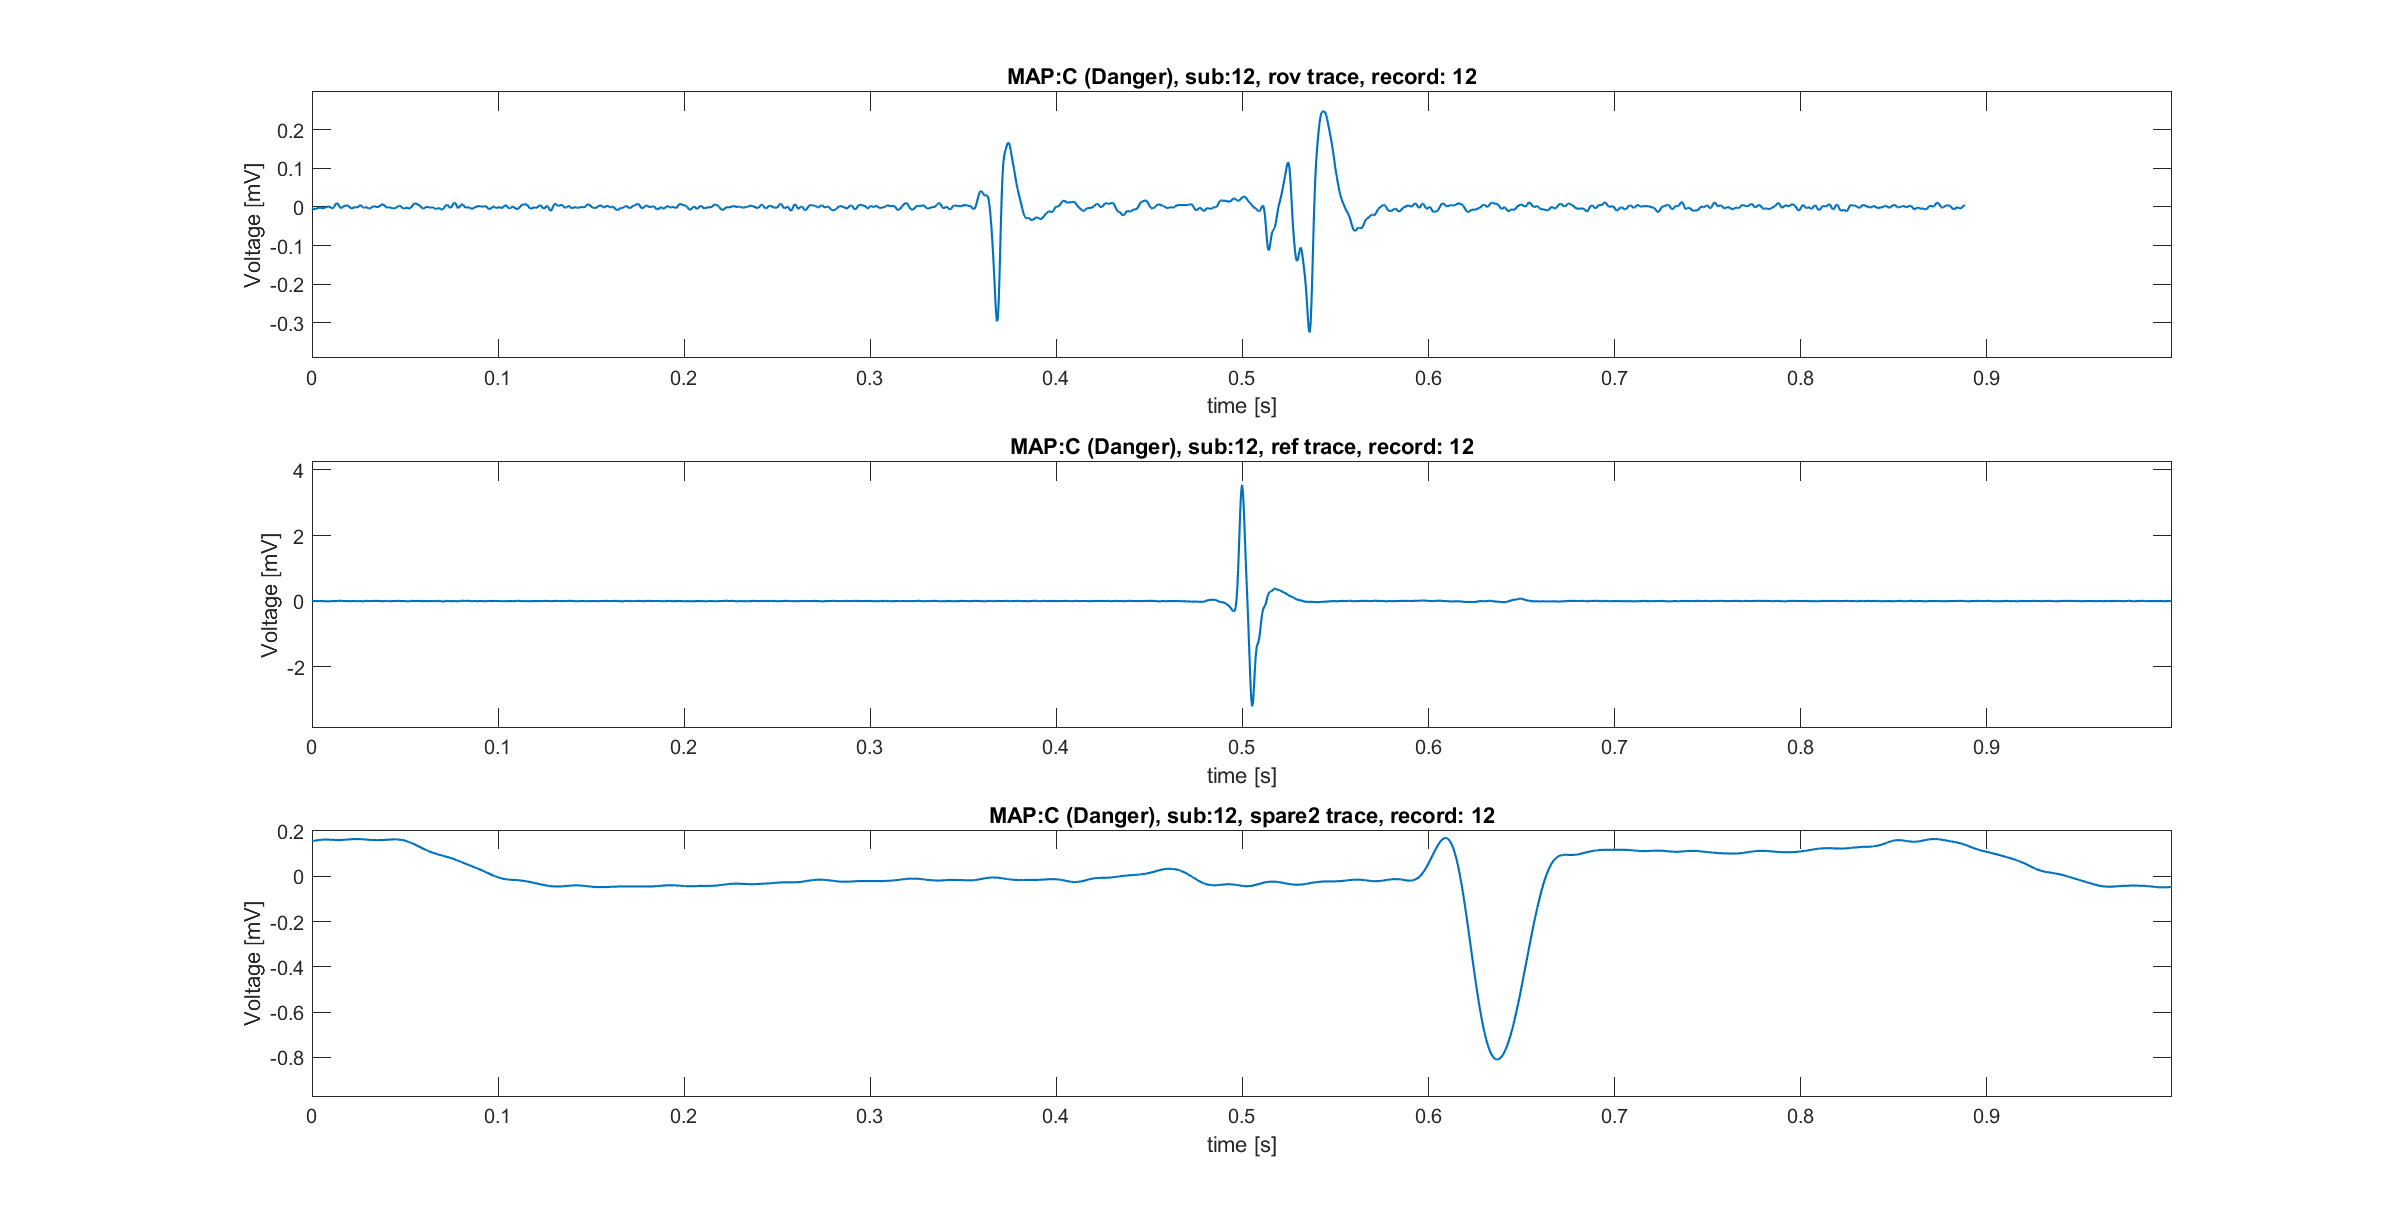 MAP:C (Danger), sub:12, rov trace, record: 12
Voltage [mV]
0.2
0.1
0
-0.1
-0.2
-0.3
0 0.1 0.2 0.3 0.4 0.5 0.6 0.7 0.8 0.9
time [s]
MAP:C (Danger), sub:12, ref trace, record: 12
Voltage [mV]
4
2
0
-2
0 0.1 0.2 0.3 0.4 0.5 0.6 0.7 0.8 0.9
time [s]
MAP:C (Danger), sub:12, spare2 trace, record: 12
Voltage [mV]
0.2
0
-0.2
-0.4
-0.6
-0.8
0 0.1 0.2 0.3 0.4 0.5 0.6 0.7 0.8 0.9
time [s]